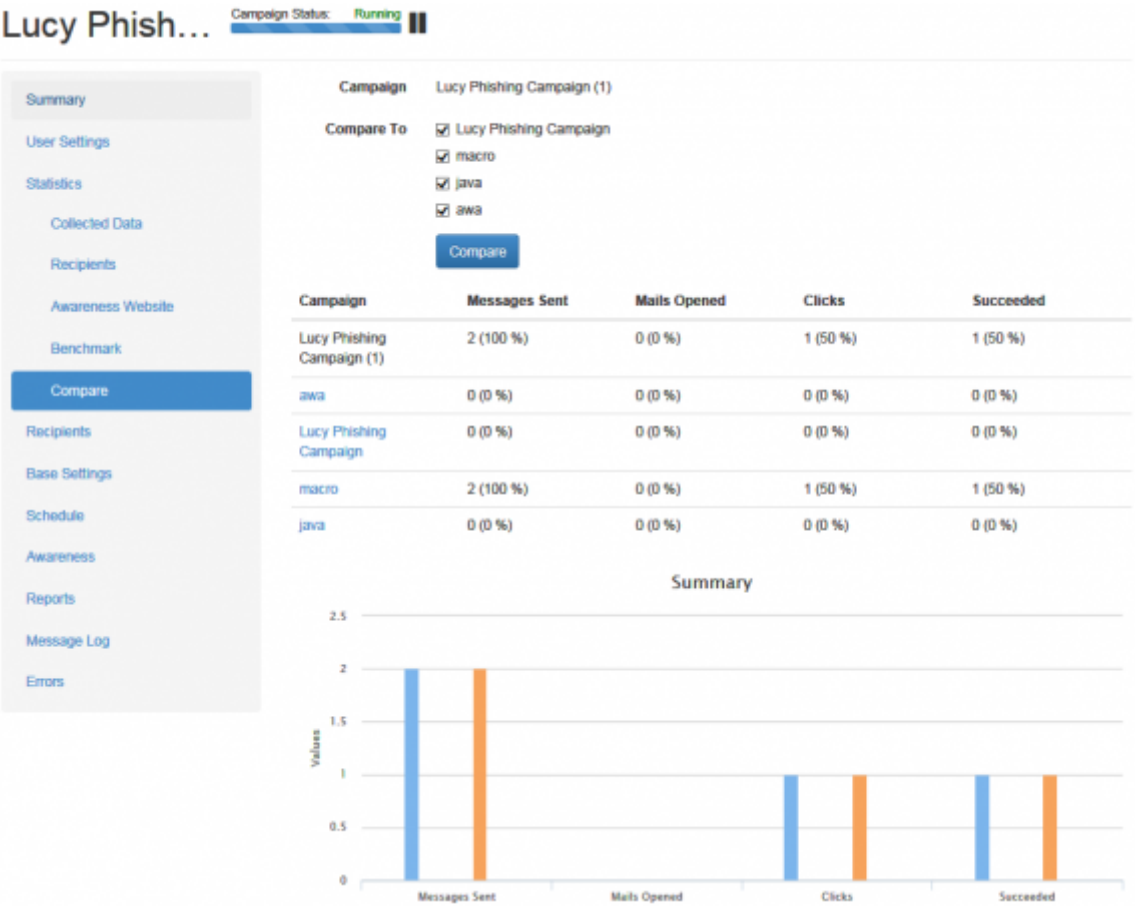 Lucy Phish...
Campaign Status: Running
Summary
User Settings
Statistics
Collected Data
Recipients
Awareness Website
Benchmark
Compare
Recipients
Base Settings
Schedule
Awareness
Reports
Message Log
Errors
Campaign Lucy Phishing Campaign (1)
Compare To Lucy Phishing Campaign
macro
java
awa
Compare
Campaign Messages Sent Mails Opened Clicks Succeeded
Lucy Phishing 2 (100 %) 0 (0 %) 1 (50 %) 1 (50 %)
Campaign (1)
awa 0 (0 %) 0 (0 %) 0 (0 %) 0 (0 %)
Lucy Phishing 0 (0 %) 0 (0 %) 0 (0 %) 0 (0 %)
Campaign
macro 2 (100 %) 0 (0 %) 1 (50 %) 1 (50 %)
java 0 (0 %) 0 (0 %) 0 (0 %) 0 (0 %)
Summary
2.5
2
1.5
1
0.5
0
Values
Messages Sent Mails Opened Clicks Succeeded